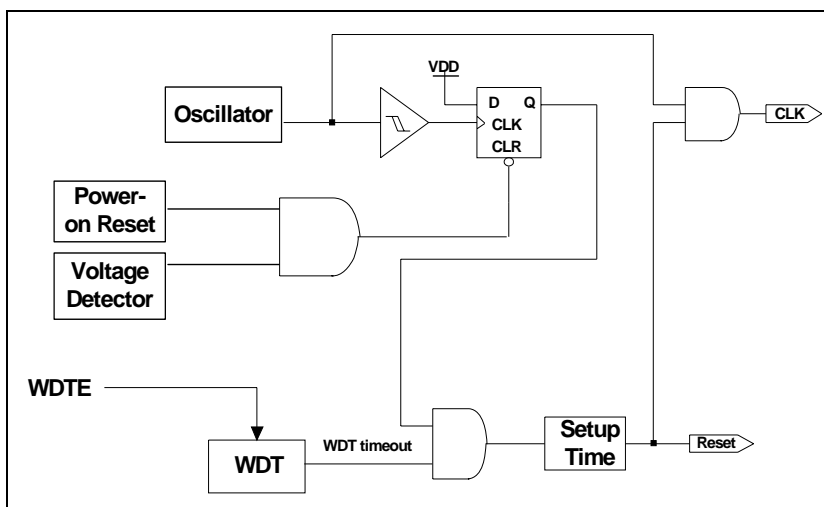 VDD
Oscillator
D Q
CLK
CLR
CLK
Power-
on Reset
Voltage
Detector
WDTE
WDT timeout
WDT
Setup
Time
Reset